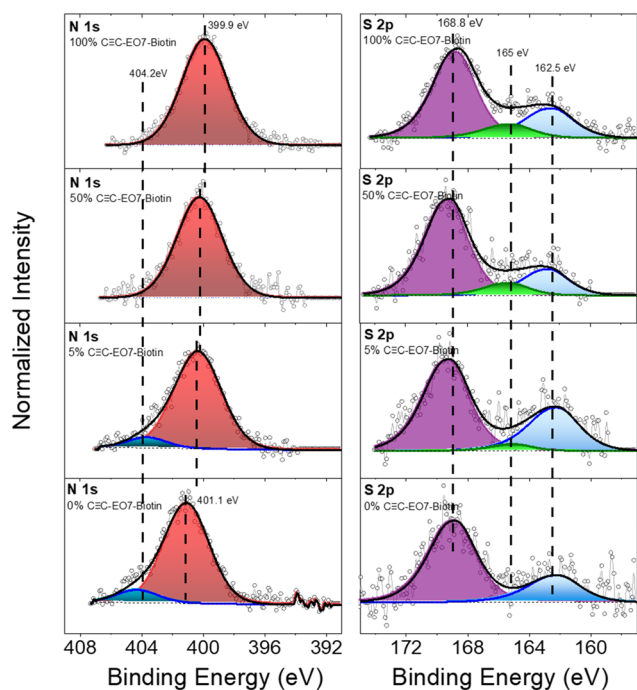 N 1s
100% C≡C-EO7-Biotin
399.9 eV
404.2eV
S 2p
100% C≡C-EO7-Biotin
168.8 eV
165 eV
162.5 eV
N 1s
50% C≡C-EO7-Biotin
S 2p
50% C≡C-EO7-Biotin
N 1s
5% C≡C-EO7-Biotin
S 2p
5% C≡C-EO7-Biotin
N 1s
0% C≡C-EO7-Biotin
401.1 eV
S 2p
0% C≡C-EO7-Biotin
Normalized Intensity
408 404 400 396 392
172 168 164 160
Binding Energy (eV)
Binding Energy (eV)